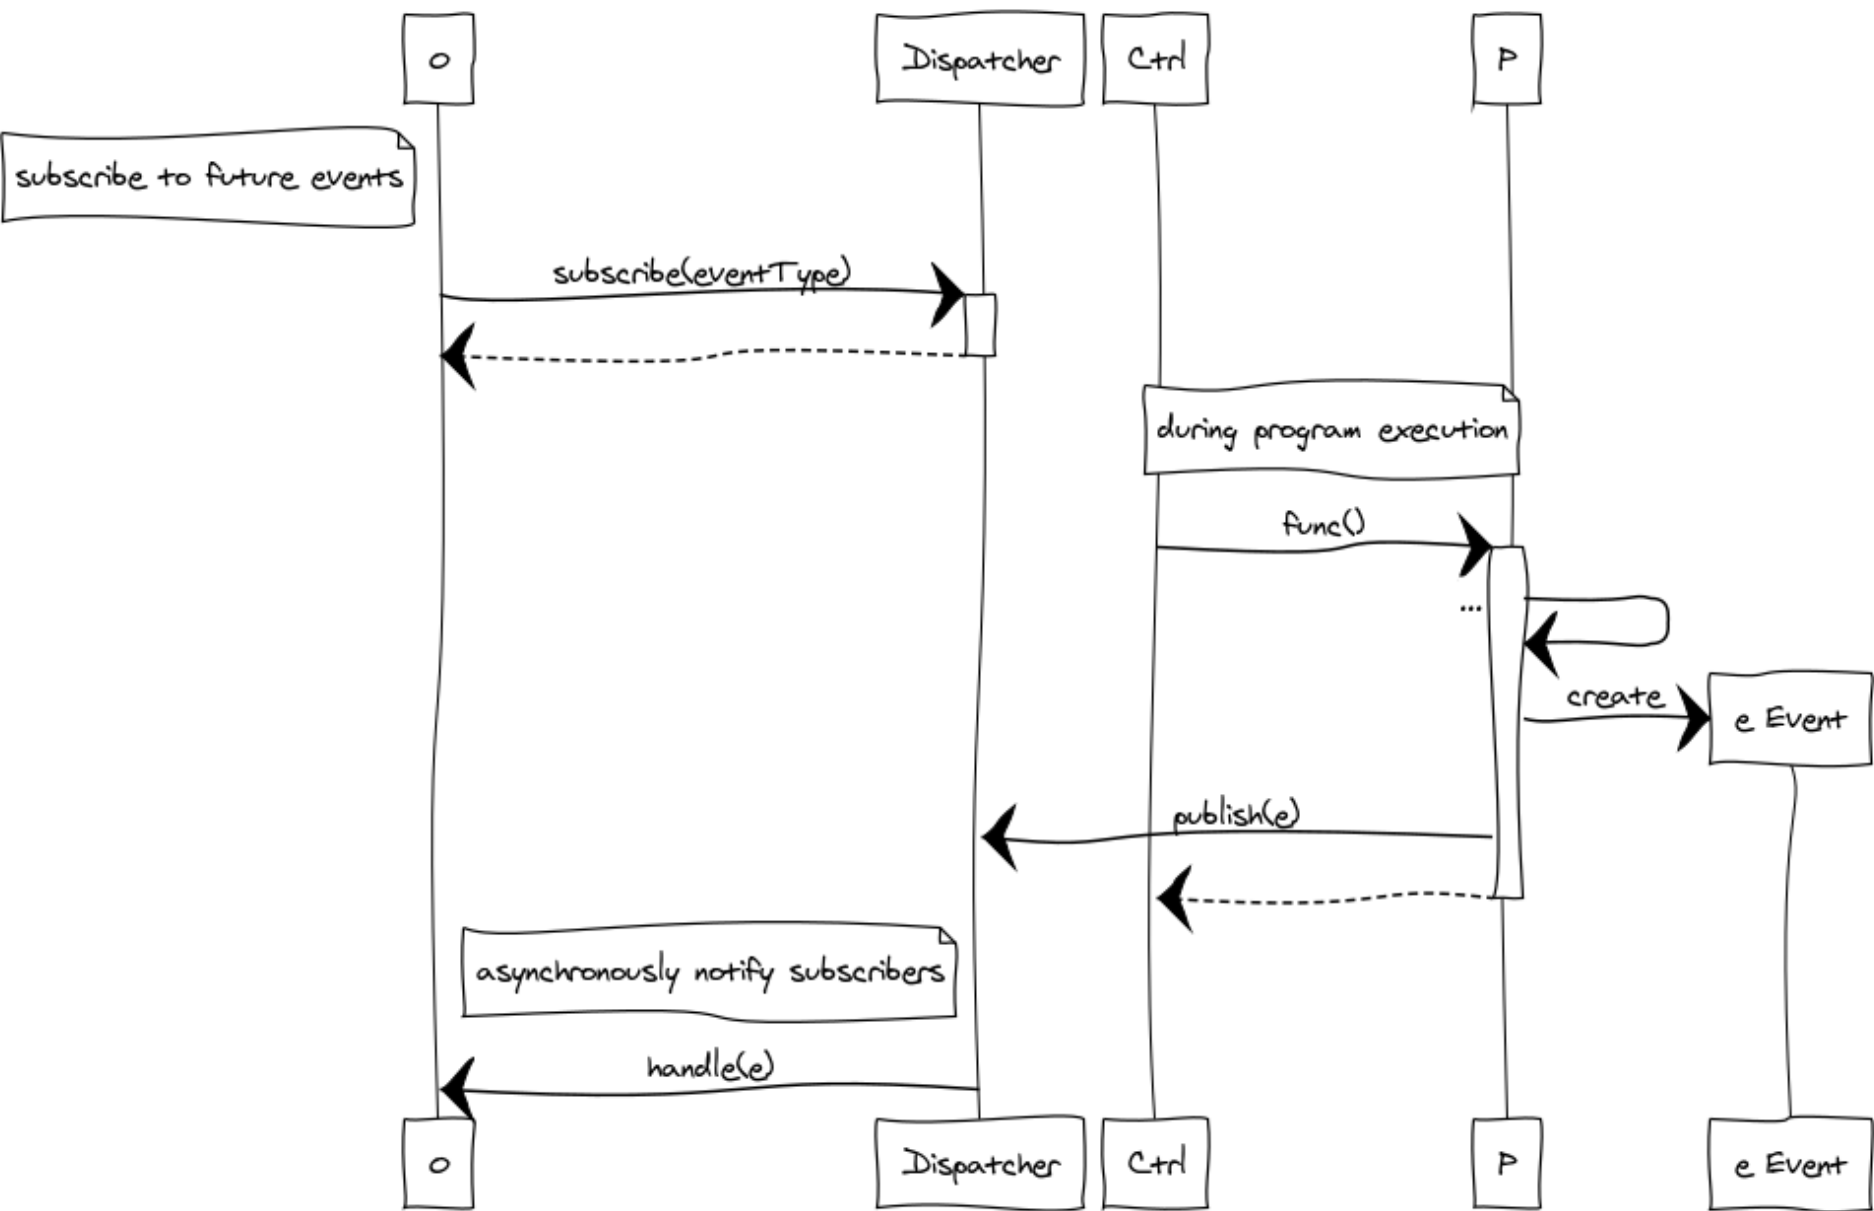 o
Dispatcher
Ctrl
P
subscribe to future events
subscribe(eventType)
during program execution
func()
...
create
e Event
publish(e)
asynchronously notify subscribers
handle(e)
o
Dispatcher
Ctrl
P
e Event